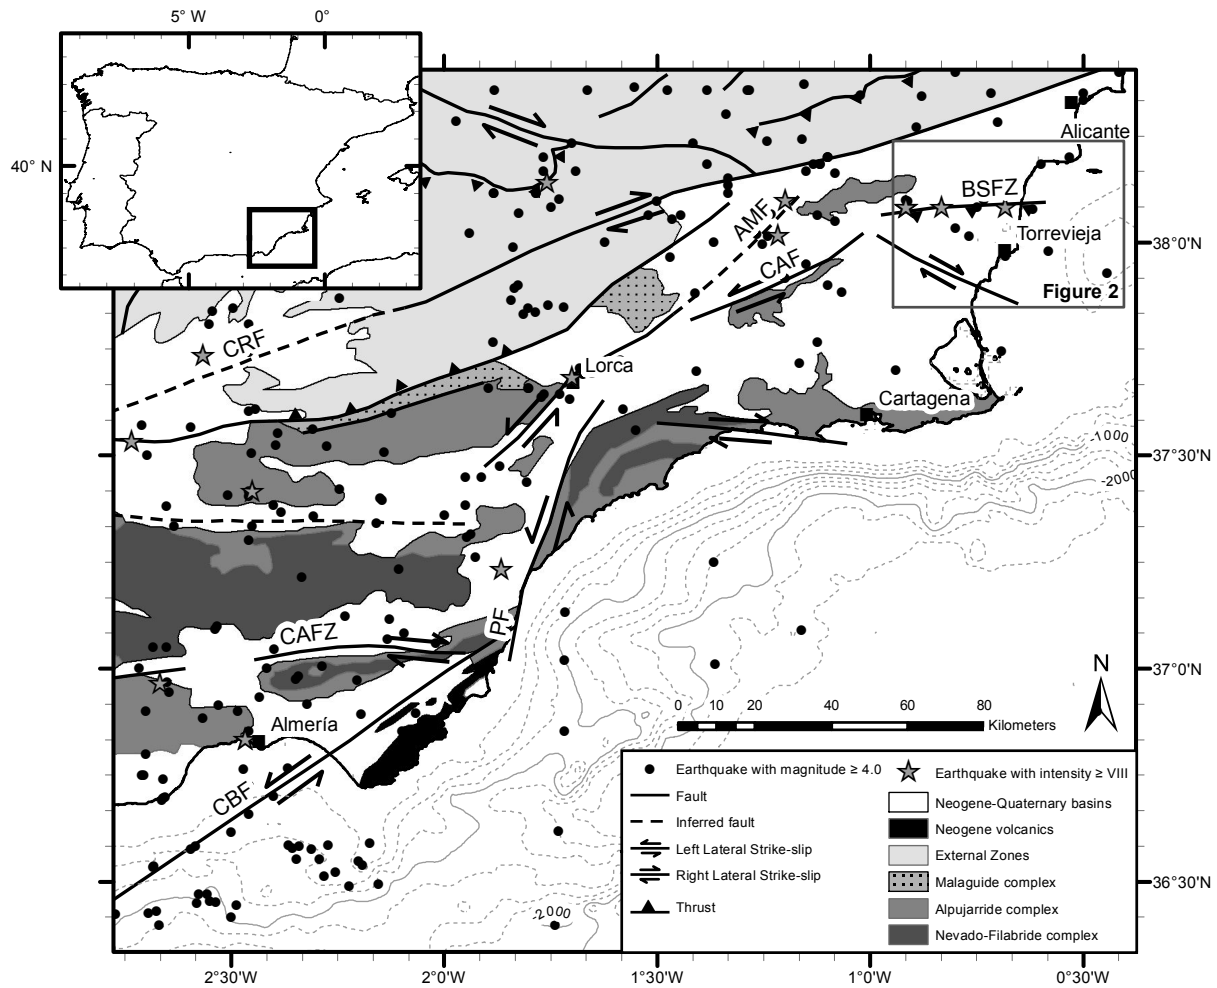 5° W
0°
40° N
Alicante
BSFZ
Torrevieja
Figure 2
AMF
CAF
38°0'N
CRF
Lorca
Cartagena
-1000
-2000
37°30'N
PF
CAFZ
37°0'N
N
0 10 20 40 60 80
Kilometers
Almería
CBF
-2000
36°30'N
Earthquake with magnitude ≥ 4.0
Fault
Inferred fault
Left Lateral Strike-slip
Right Lateral Strike-slip
Thrust
Earthquake with intensity ≥ VIII
Neogene-Quaternary basins
Neogene volcanics
External Zones
Malaguide complex
Alpujarride complex
Nevado-Filabride complex
2°30'W
2°0'W
1°30'W
1°0'W
0°30'W